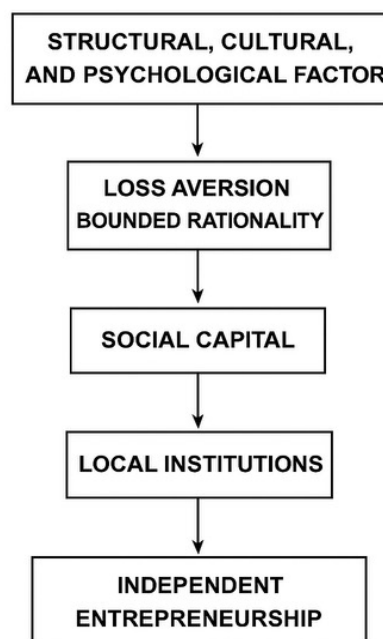 STRUCTURAL, CULTURAL,
AND PSYCHOLOGICAL FACTOR
LOSS AVERSION
BOUNDED RATIONALITY
SOCIAL CAPITAL
LOCAL INSTITUTIONS
INDEPENDENT
ENTREPRENEURSHIP